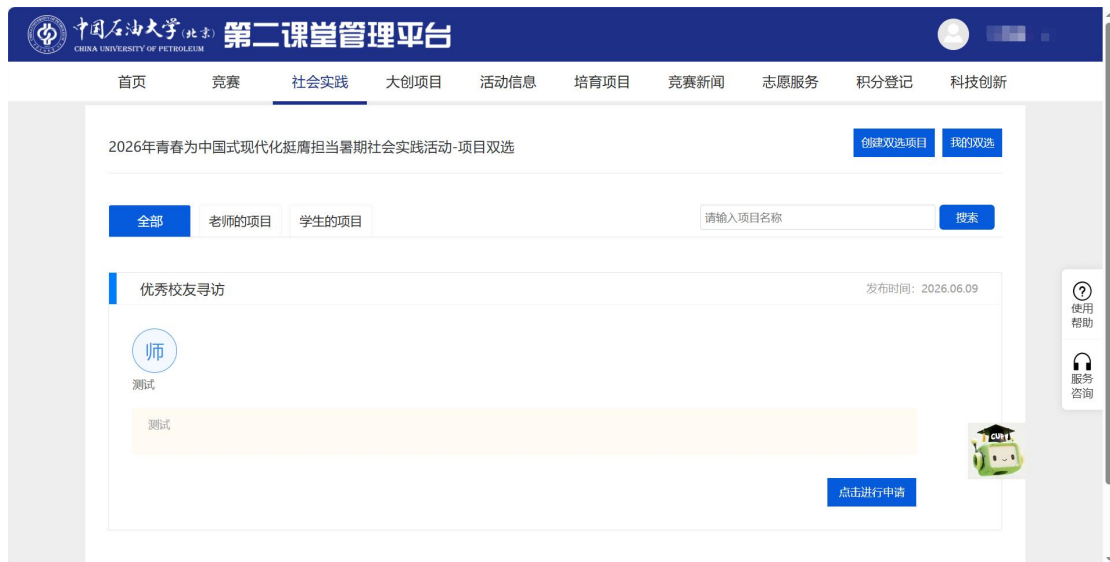 中国石油大学(北京)
CHINA UNIVERSITY OF PETROLEUM
第二课堂管理平台
首页 竞赛 社会实践 大创项目 活动信息 培育项目 竞赛新闻 志愿服务 积分登记 科技创新
2026年青春为中国式现代化挺膺担当暑期社会实践活动-项目双选
创建双选项目 我的双选
全部 老师的项目 学生的项目
请输入项目名称 搜索
优秀校友寻访
发布时间：2026.06.09
师
测试
测试
点击进行申请
使用
帮助
服务
咨询
CUP